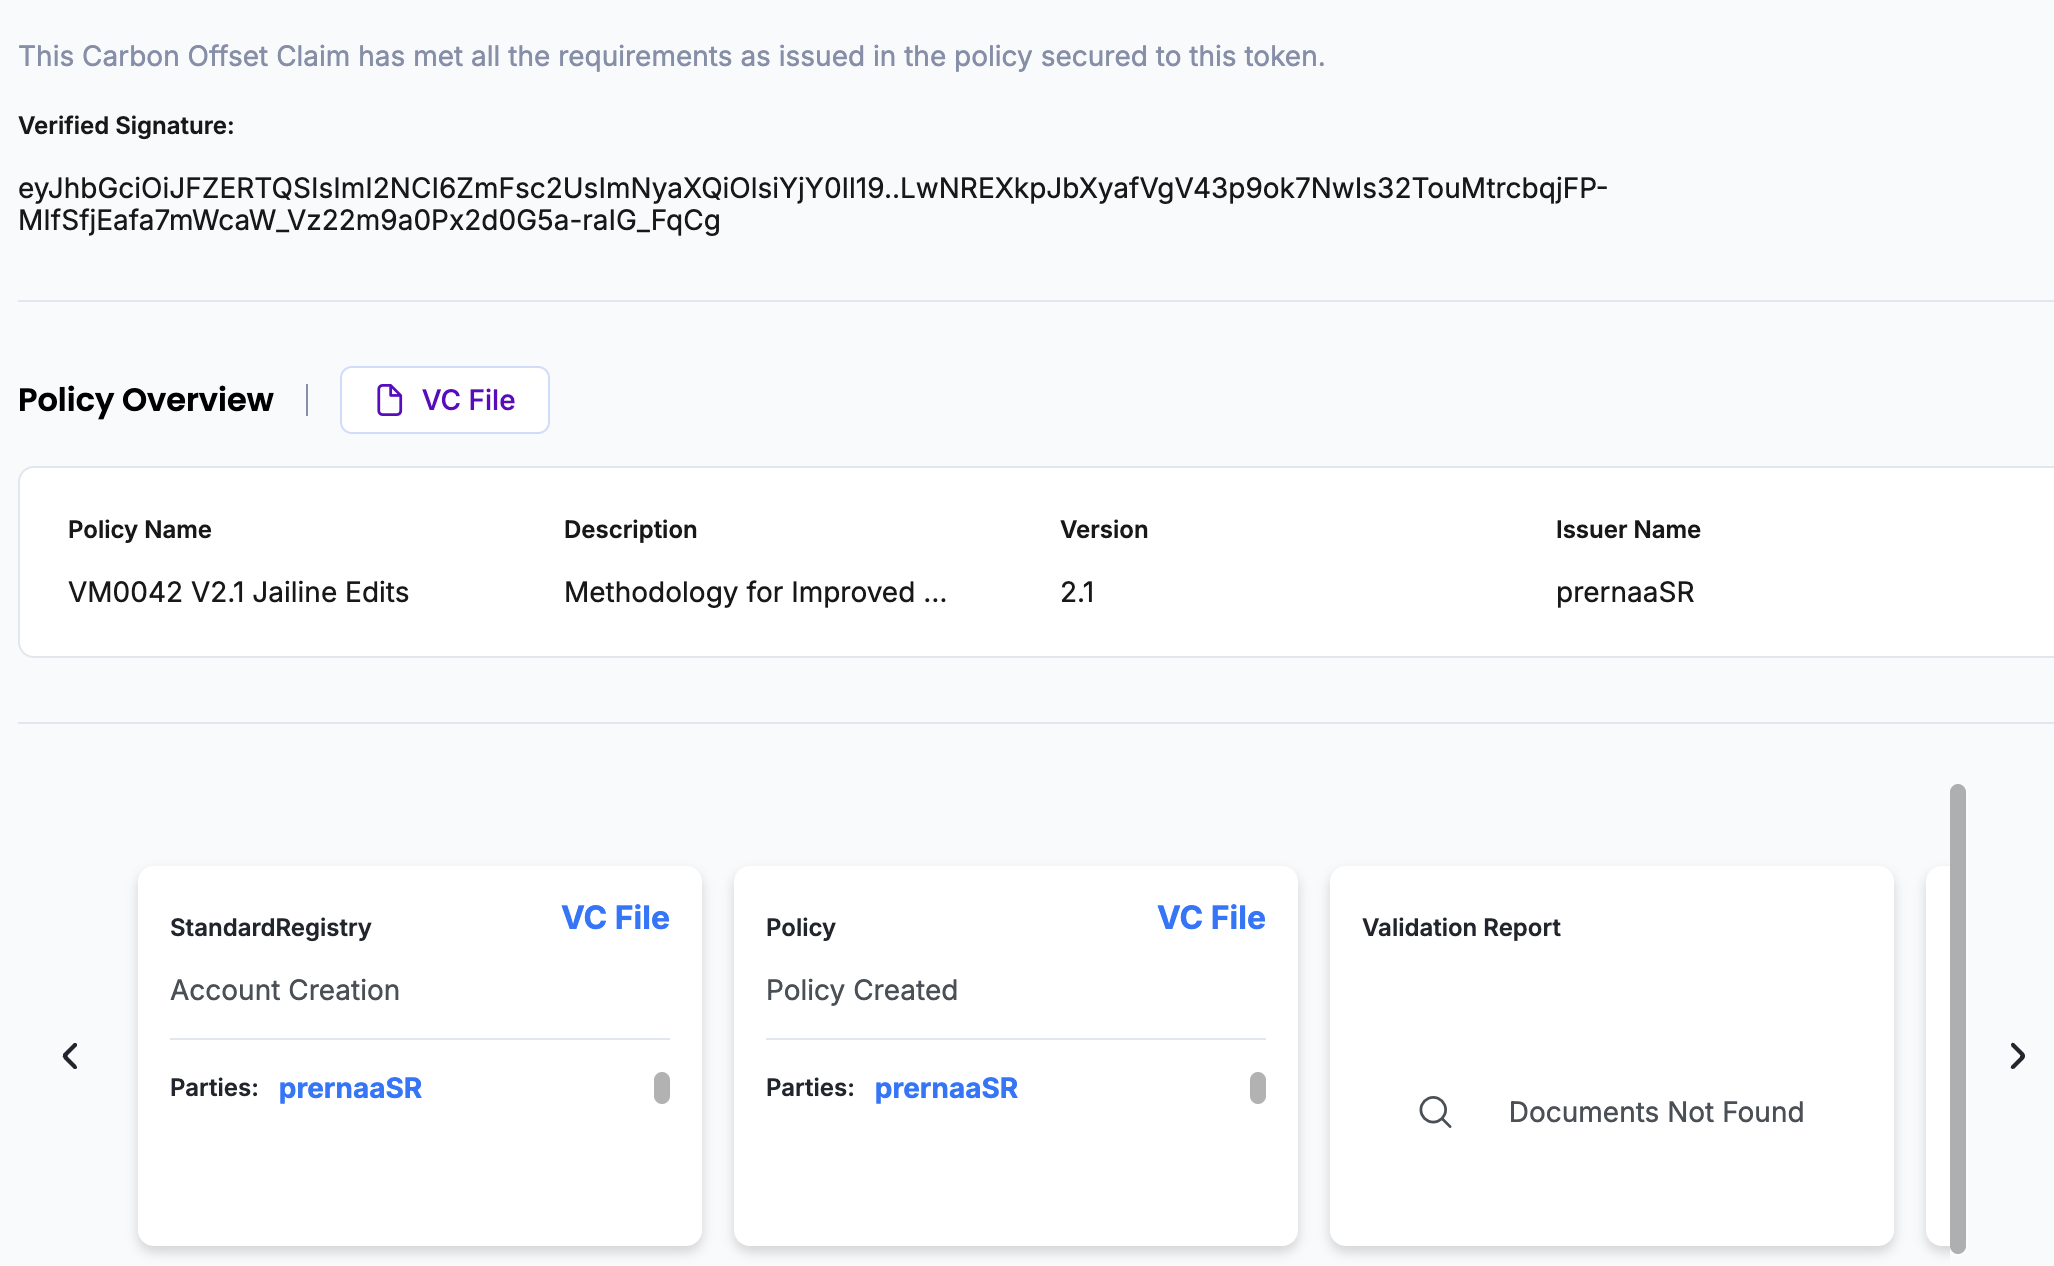 This Carbon Offset Claim has met all the requirements as issued in the policy secured to this token.
Verified Signature:
eyJhbGciOiJFZERTQSIsImI2NCI6ZmFsc2UsImNyaXQiOlsiYjY0Il19..LwNREXkpJbXyafVgV43p9ok7NwIs32TouMtrcbqjFP-
MIfSfjEafa7mWcaW_Vz22m9a0Px2d0G5a-raIG_FqCg
Policy Overview
VC File
Policy Name Description Version Issuer Name
VM0042 V2.1 Jailine Edits Methodology for Improved ... 2.1 prernaaSR
StandardRegistry VC File
Account Creation
Parties: prernaaSR
Policy VC File
Policy Created
Parties: prernaaSR
Validation Report
Documents Not Found